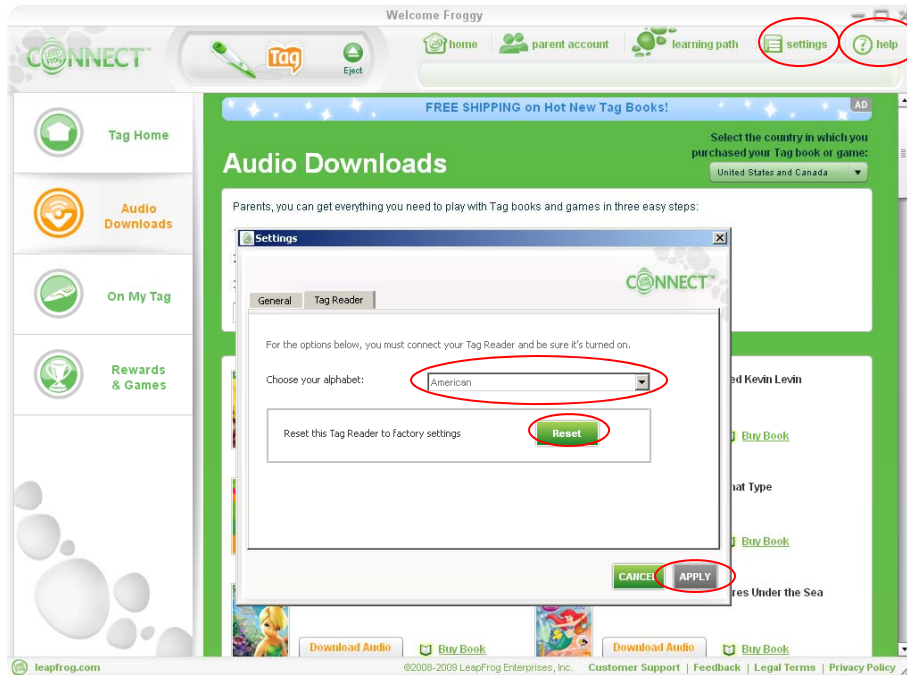 Welcome Froggy
CONNECT
Tag
Eject
home
parent account
learning path
settings
help
FREE SHIPPING on Hot New Tag Books!
AD
Tag Home
Audio
Downloads
On My Tag
Rewards
& Games
Audio Downloads
Select the country in which you
purchased your Tag book or game:
United States and Canada
Parents, you can get everything you need to play with Tag books and games in three easy steps:
Settings
CONNECT™
General
Tag Reader
For the options below, you must connect your Tag Reader and be sure it's turned on.
Choose your alphabet:
American
Reset this Tag Reader to factory settings
Reset
CANCEL
APPLY
Kevin Levin
Buy Book
Type
Buy Book
Under the Sea
Download Audio
Buy Book
Download Audio
Buy Book
leapfrog.com
©2008-2009 LeapFrog Enterprises, Inc.
Customer Support | Feedback | Legal Terms | Privacy Policy